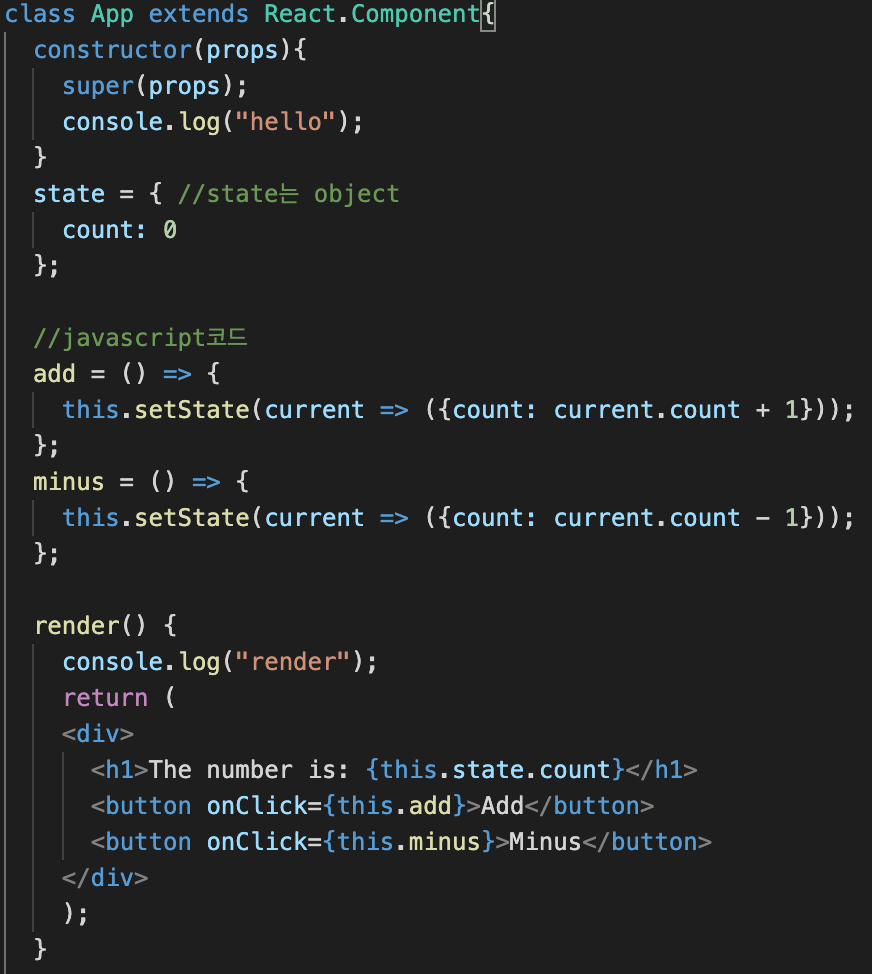 class App extends React.Component{
  constructor(props){
    super(props);
    console.log("hello");
  }
  state = { //state는 object
    count: 0
  };

  //javascript코드
  add = () => {
    this.setState(current => ({count: current.count + 1}));
  };
  minus = () => {
    this.setState(current => ({count: current.count - 1}));
  };

  render() {
    console.log("render");
    return (
    <div>
      <h1>The number is: {this.state.count}</h1>
      <button onClick={this.add}>Add</button>
      <button onClick={this.minus}>Minus</button>
    </div>
    );
  }